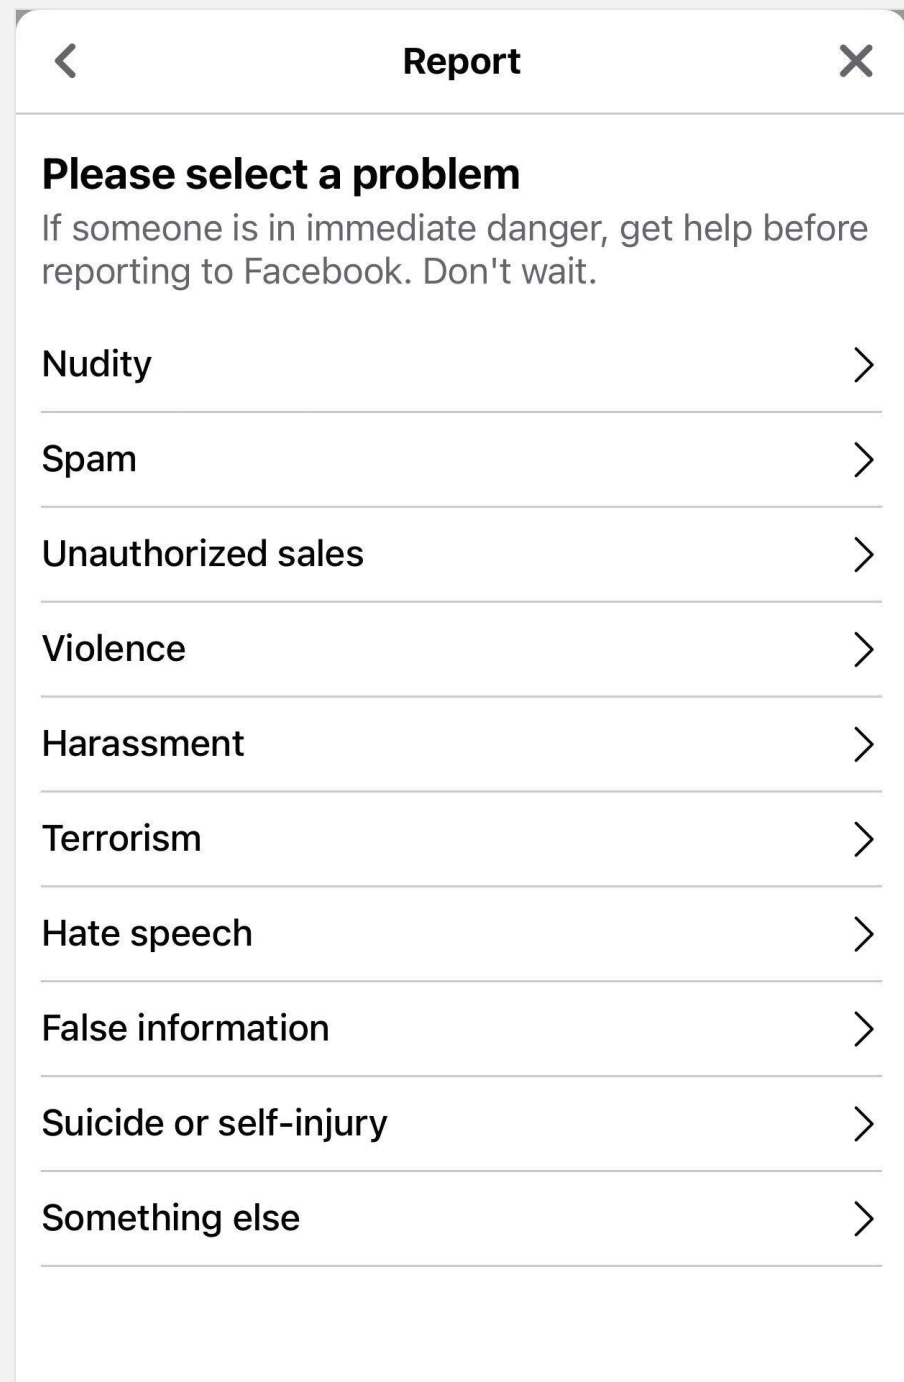 Report
Please select a problem
If someone is in immediate danger, get help before
reporting to Facebook. Don't wait.
Nudity
Spam
Unauthorized sales
Violence
Harassment
Terrorism
Hate speech
False information
Suicide or self-injury
Something else